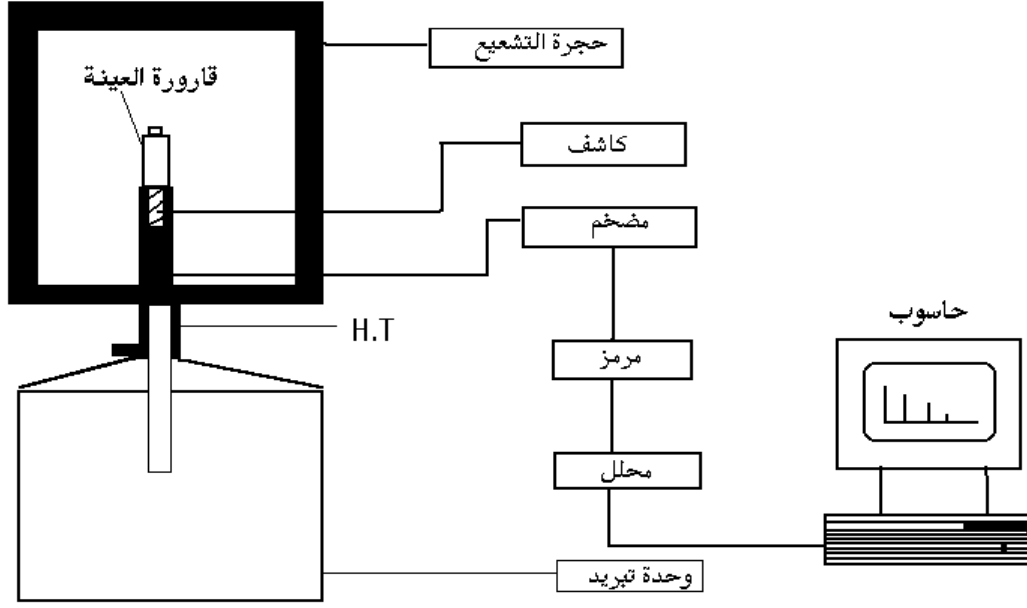 حجرة التشعيع
قارورة العينة
كاشف
مضخم
H.T
حاسوب
مرمز
محلل
وحدة تبريد